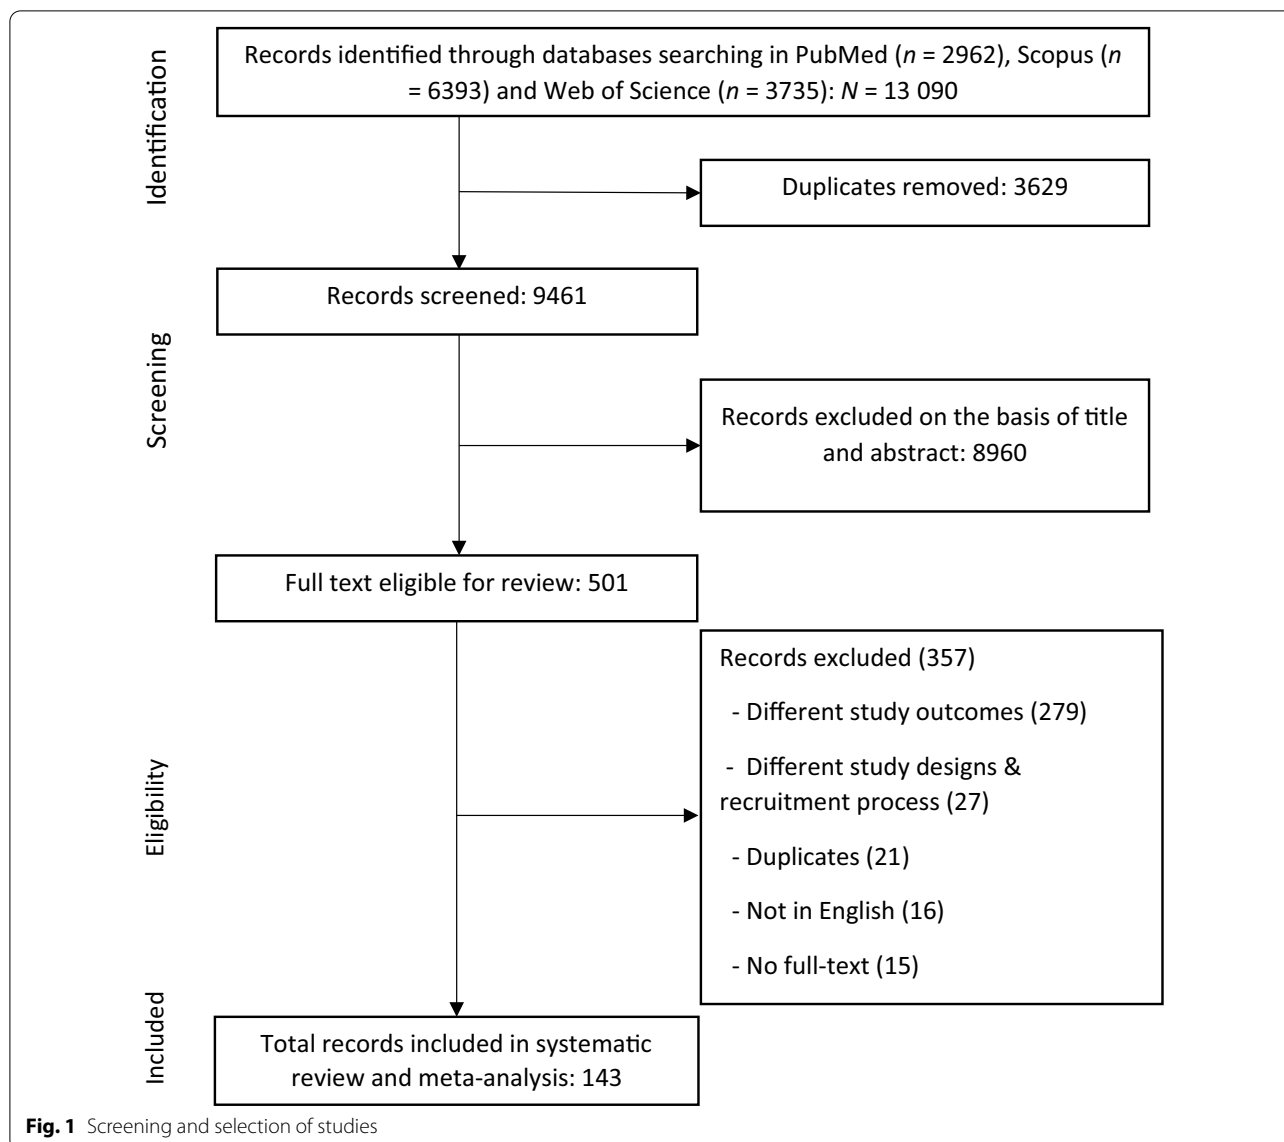 Identification
Records identified through databases searching in PubMed (n = 2962), Scopus (n
= 6393) and Web of Science (n = 3735): N = 13 090
Duplicates removed: 3629
Screening
Records screened: 9461
Records excluded on the basis of title
and abstract: 8960
Full text eligible for review: 501
Eligibility
Records excluded (357)
- Different study outcomes (279)
- Different study designs &
recruitment process (27)
- Duplicates (21)
- Not in English (16)
- No full-text (15)
Included
Total records included in systematic
review and meta-analysis: 143
Fig. 1 Screening and selection of studies